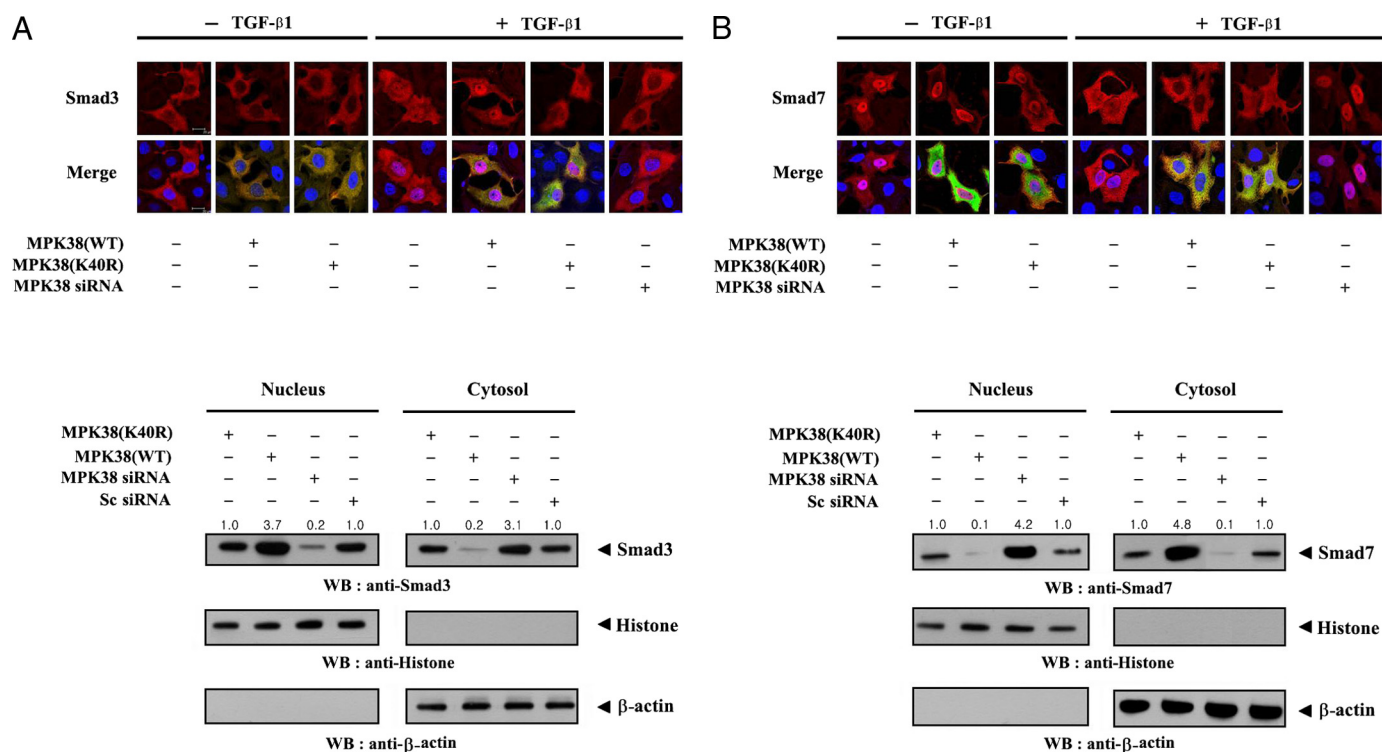 A
− TGF-β1 + TGF-β1
Smad3
Merge
MPK38(WT) − + − − + − −
MPK38(K40R) − − + − − + −
MPK38 siRNA − − − − − − +
Nucleus Cytosol
MPK38(K40R) + − − − + − − −
MPK38(WT) − + − − − + − −
MPK38 siRNA − − + − − − + −
Sc siRNA − − − + − − − +
1.0 3.7 0.2 1.0 1.0 0.2 3.1 1.0
◄ Smad3
WB : anti-Smad3
◄ Histone
WB : anti-Histone
◄ β-actin
WB : anti-β-actin
B
− TGF-β1 + TGF-β1
Smad7
Merge
MPK38(WT) − + − − + − −
MPK38(K40R) − − + − − + −
MPK38 siRNA − − − − − − +
Nucleus Cytosol
MPK38(K40R) + − − − + − − −
MPK38(WT) − + − − − + − −
MPK38 siRNA − − + − − − + −
Sc siRNA − − − + − − − +
1.0 0.1 4.2 1.0 1.0 4.8 0.1 1.0
◄ Smad7
WB : anti-Smad7
◄ Histone
WB : anti-Histone
◄ β-actin
WB : anti-β-actin